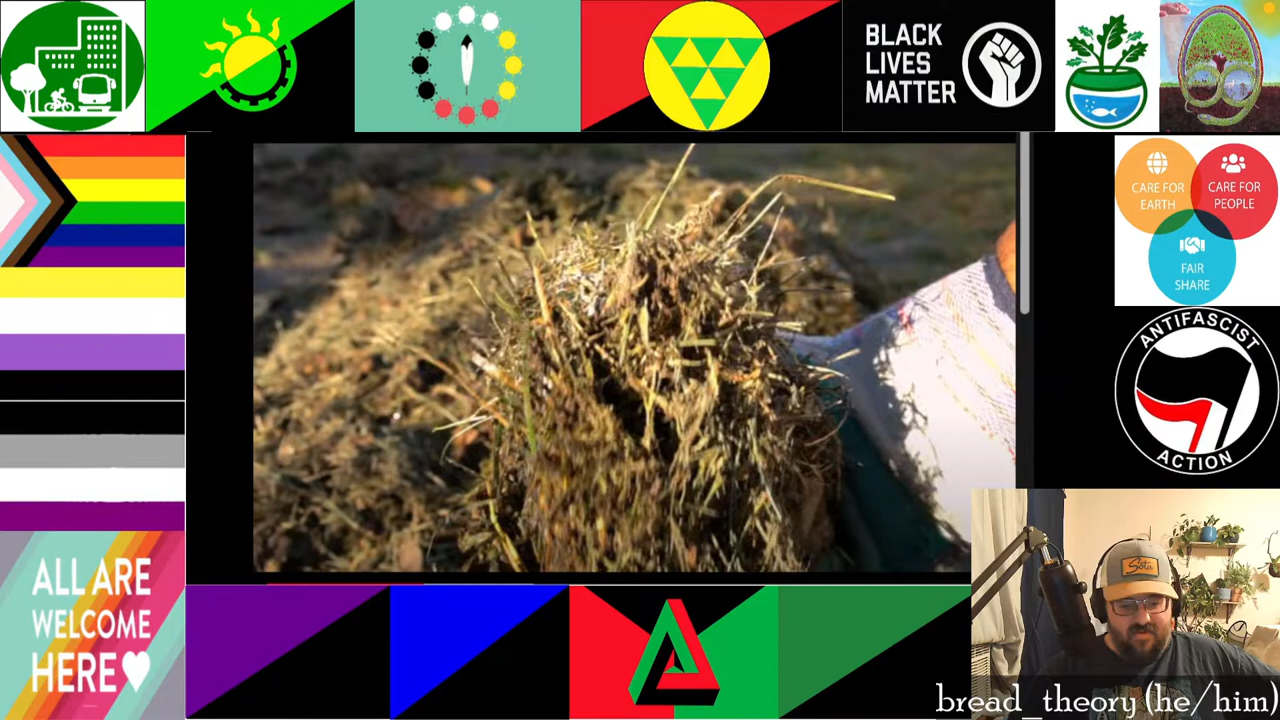 BLACK
LIVES
MATTER
CARE FOR
EARTH
CARE FOR
PEOPLE
FAIR
SHARE
ANTIFASCIST
ACTION
ALL ARE
WELCOME
HERE
Sota
bread_theory (he/him)